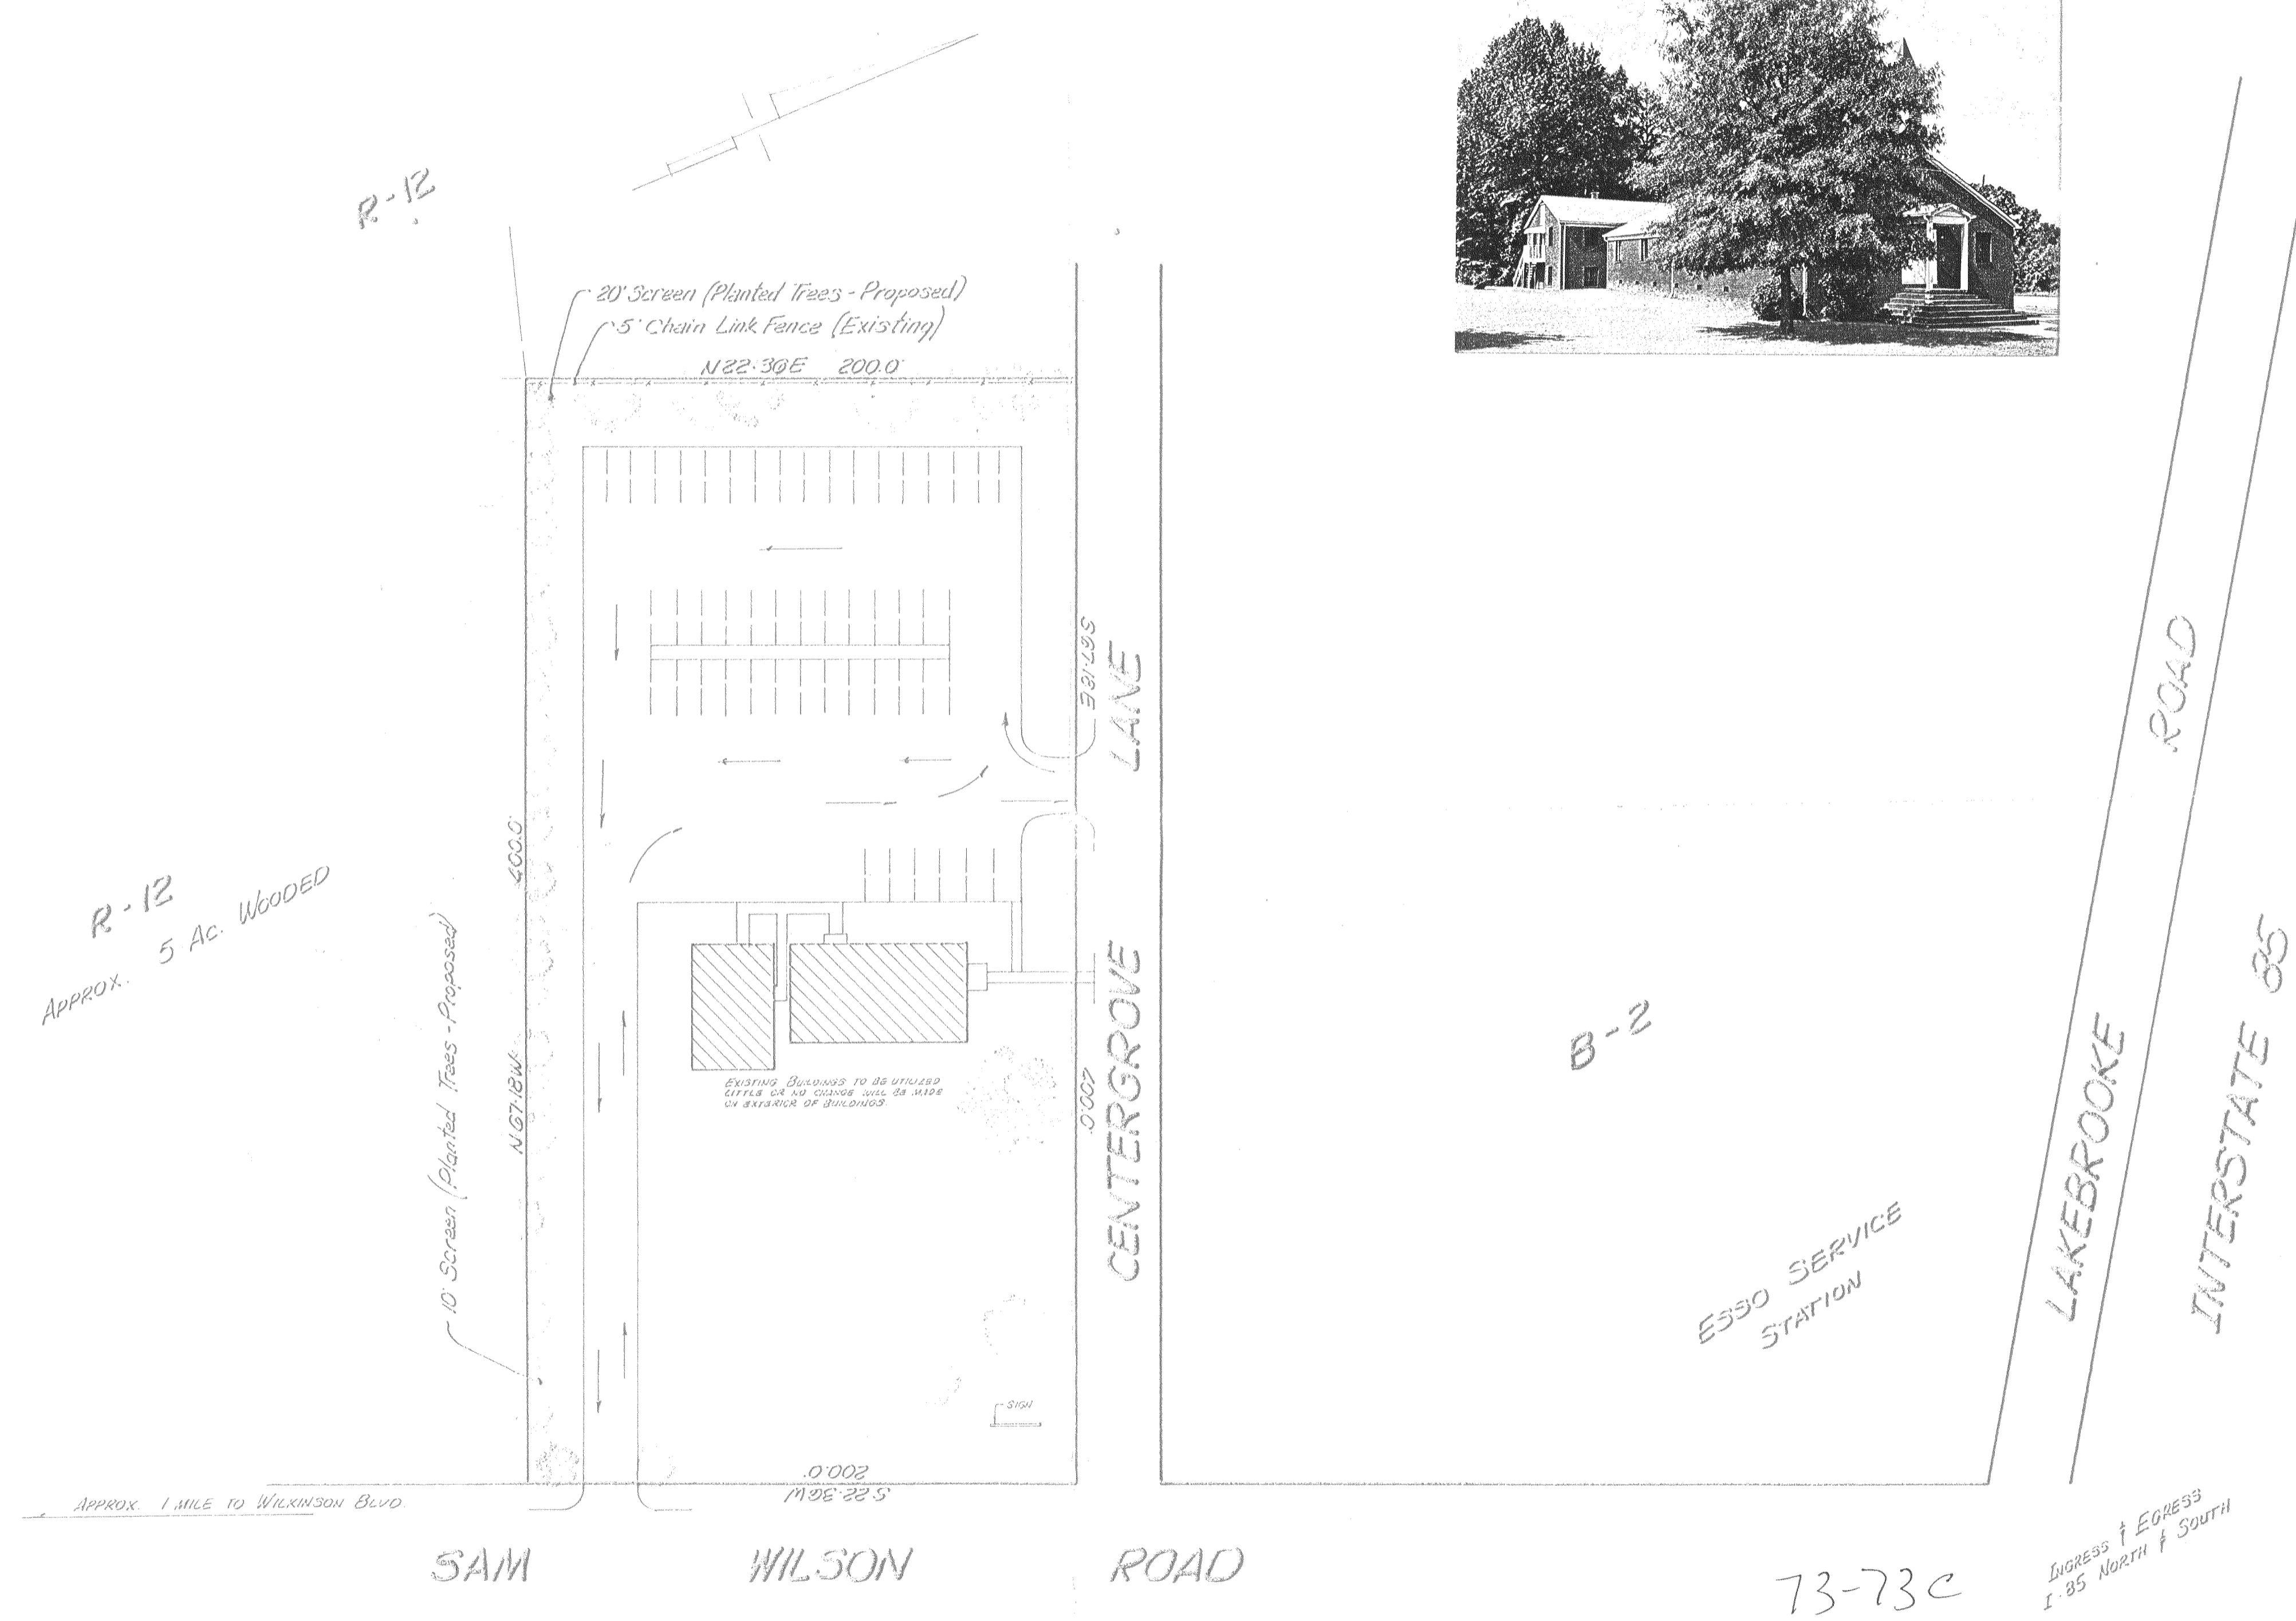 R-12
20' Screen (Planted Trees - Proposed)
5' Chain Link Fence (Existing)
N22·36E 200.0'
S67·18E
LANE
CENTERGROVE
400.0'
400.0'
N67·18W
10' Screen (Planted Trees - Proposed)
R-12
APPROX. 5 AC. WOODED
EXISTING BUILDINGS TO BE UTILIZED
LITTLE OR NO CHANGE WILL BE MADE
ON EXTERIOR OF BUILDINGS.
SIGN
200.0'
S22·36W
APPROX. 1 MILE TO WILKINSON BLVD.
SAM WILSON ROAD
B-2
ESSO SERVICE
STATION
LAKEBROOKE ROAD
INTERSTATE 85
INGRESS & EGRESS
I-85 NORTH & SOUTH
73-73c